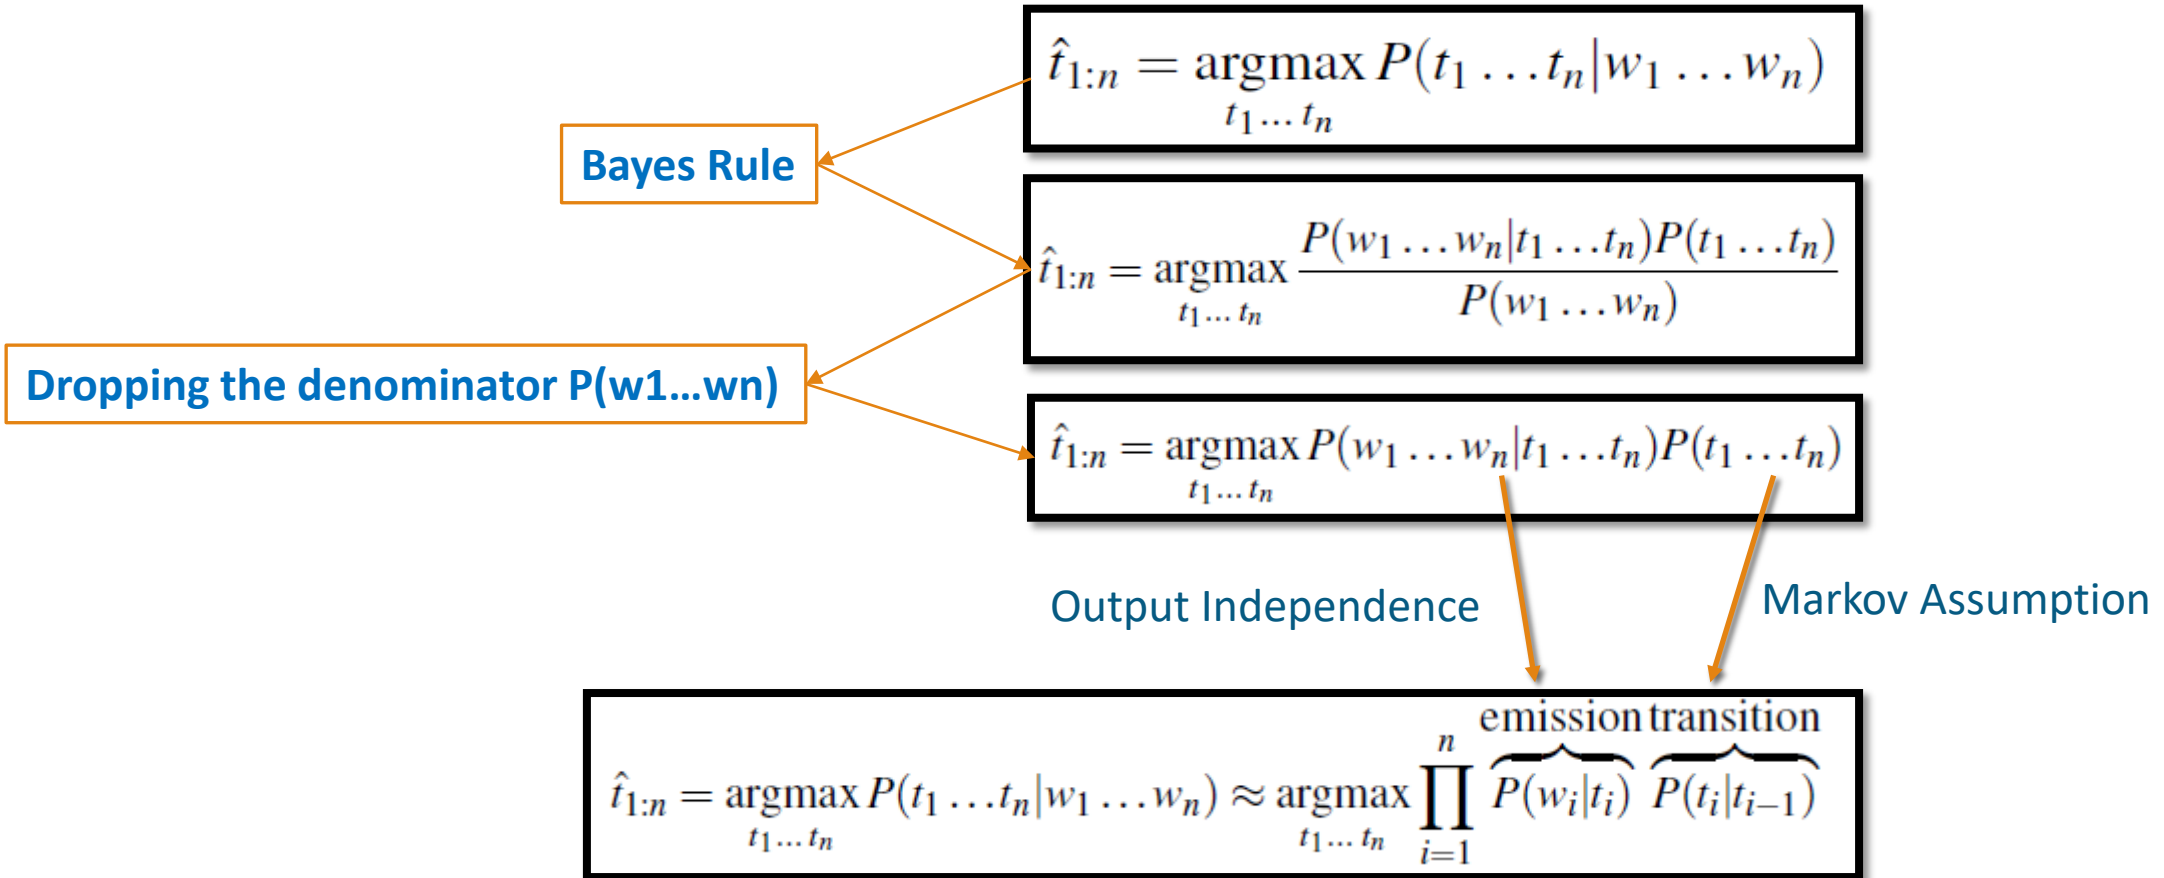 t̂₁:ₙ = argmax P(t₁ …tₙ|w₁ …wₙ)
t₁… tₙ
Bayes Rule
t̂₁:ₙ = argmax P(w₁ …wₙ|t₁ …tₙ)P(t₁ …tₙ) / P(w₁ …wₙ)
t₁… tₙ
Dropping the denominator P(w1…wn)
t̂₁:ₙ = argmax P(w₁ …wₙ|t₁ …tₙ)P(t₁ …tₙ)
t₁… tₙ
Output Independence
Markov Assumption
emission transition
t̂₁:ₙ = argmax P(t₁ …tₙ|w₁ …wₙ) ≈ argmax ∏ⁿᵢ₌₁ P(wᵢ|tᵢ) P(tᵢ|tᵢ₋₁)
t₁… tₙ t₁… tₙ